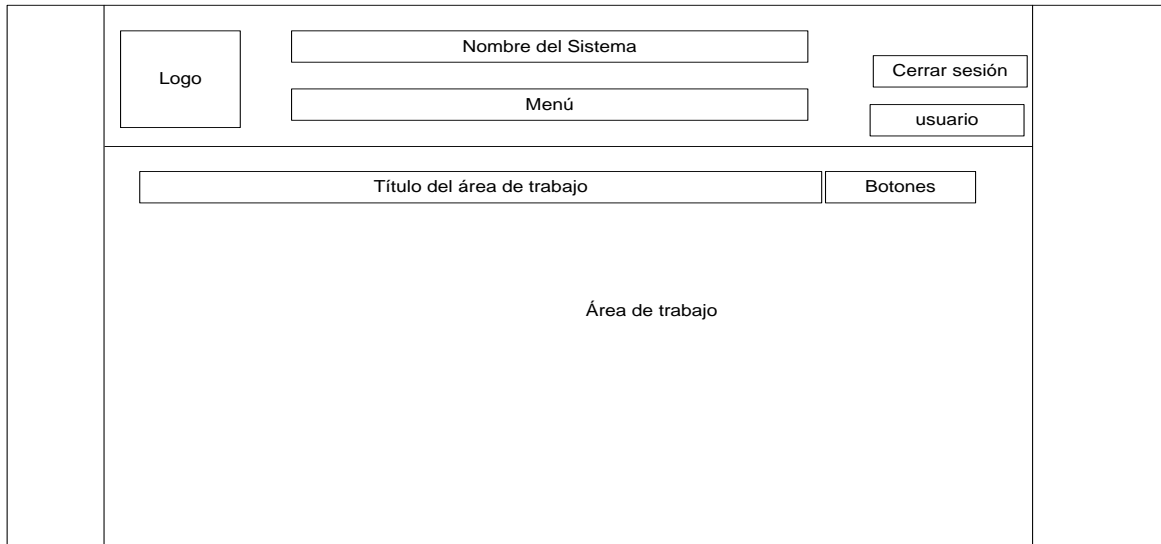 Nombre del Sistema
Logo
Cerrar sesión
Menú
usuario
Título del área de trabajo
Botones
Área de trabajo